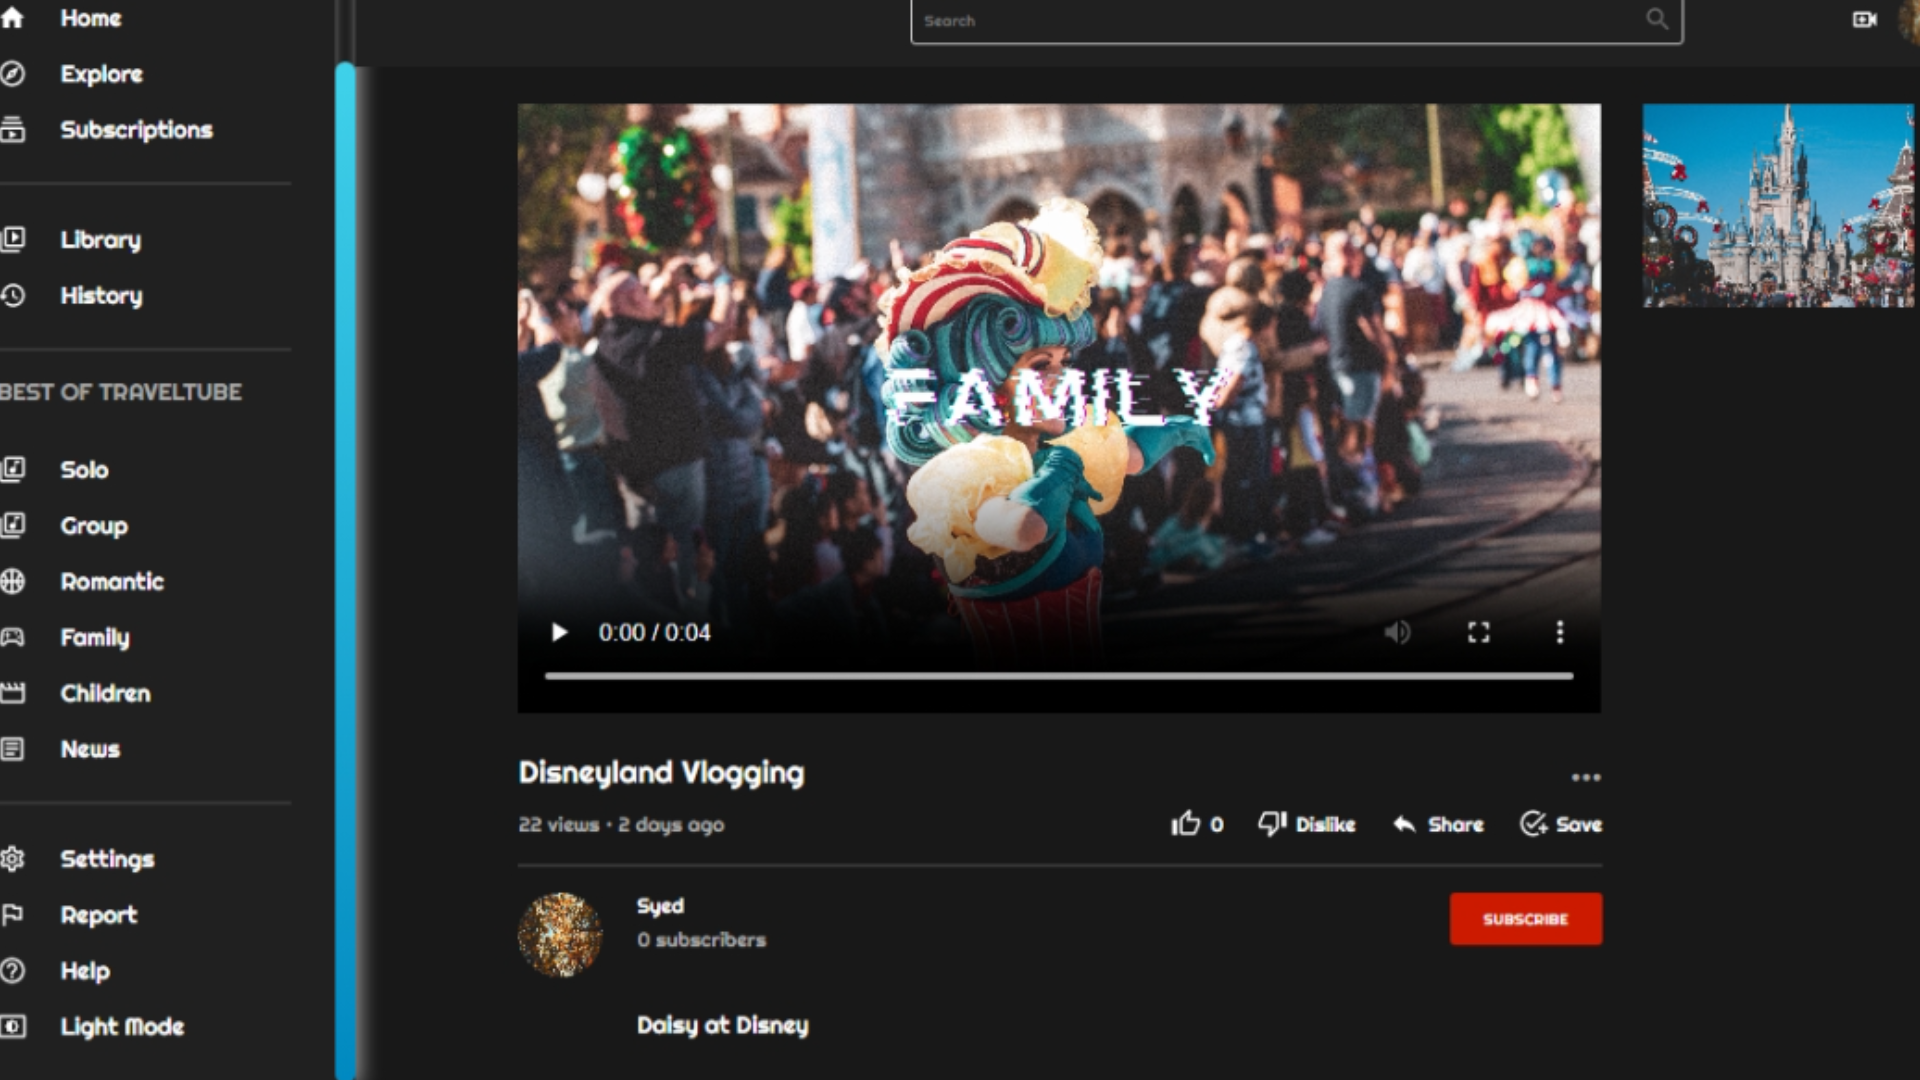 Home
Explore
Subscriptions
Library
History
BEST OF TRAVELTUBE
Solo
Group
Romantic
Family
Children
News
Settings
Report
Help
Light Mode
Search
FAMILY
0:00 / 0:04
Disneyland Vlogging
22 views • 2 days ago
0 Dislike Share Save
Syed
0 subscribers
SUBSCRIBE
Daisy at Disney